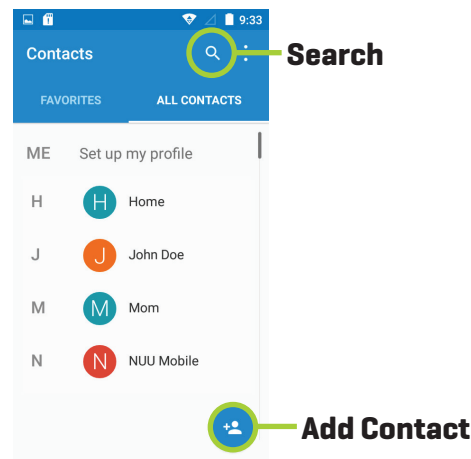 9:33
Contacts
Search
FAVORITES ALL CONTACTS
ME Set up my profile
H H Home
J J John Doe
M M Mom
N N NUU Mobile
Add Contact